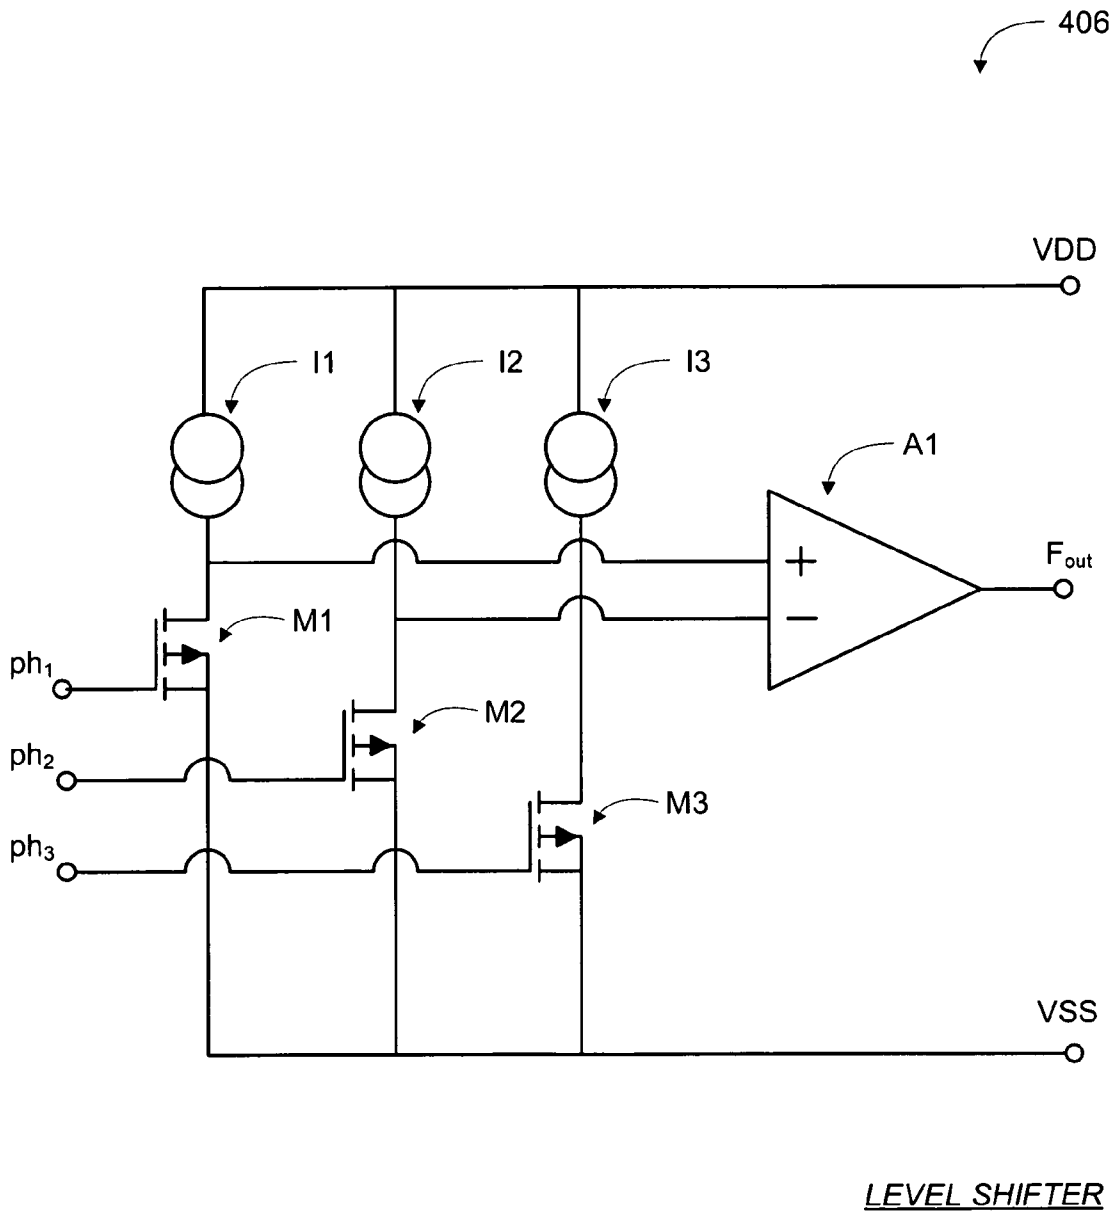 406
VDD
I1
I2
I3
A1
+
Fout
−
M1
ph1
M2
ph2
M3
ph3
VSS
LEVEL SHIFTER